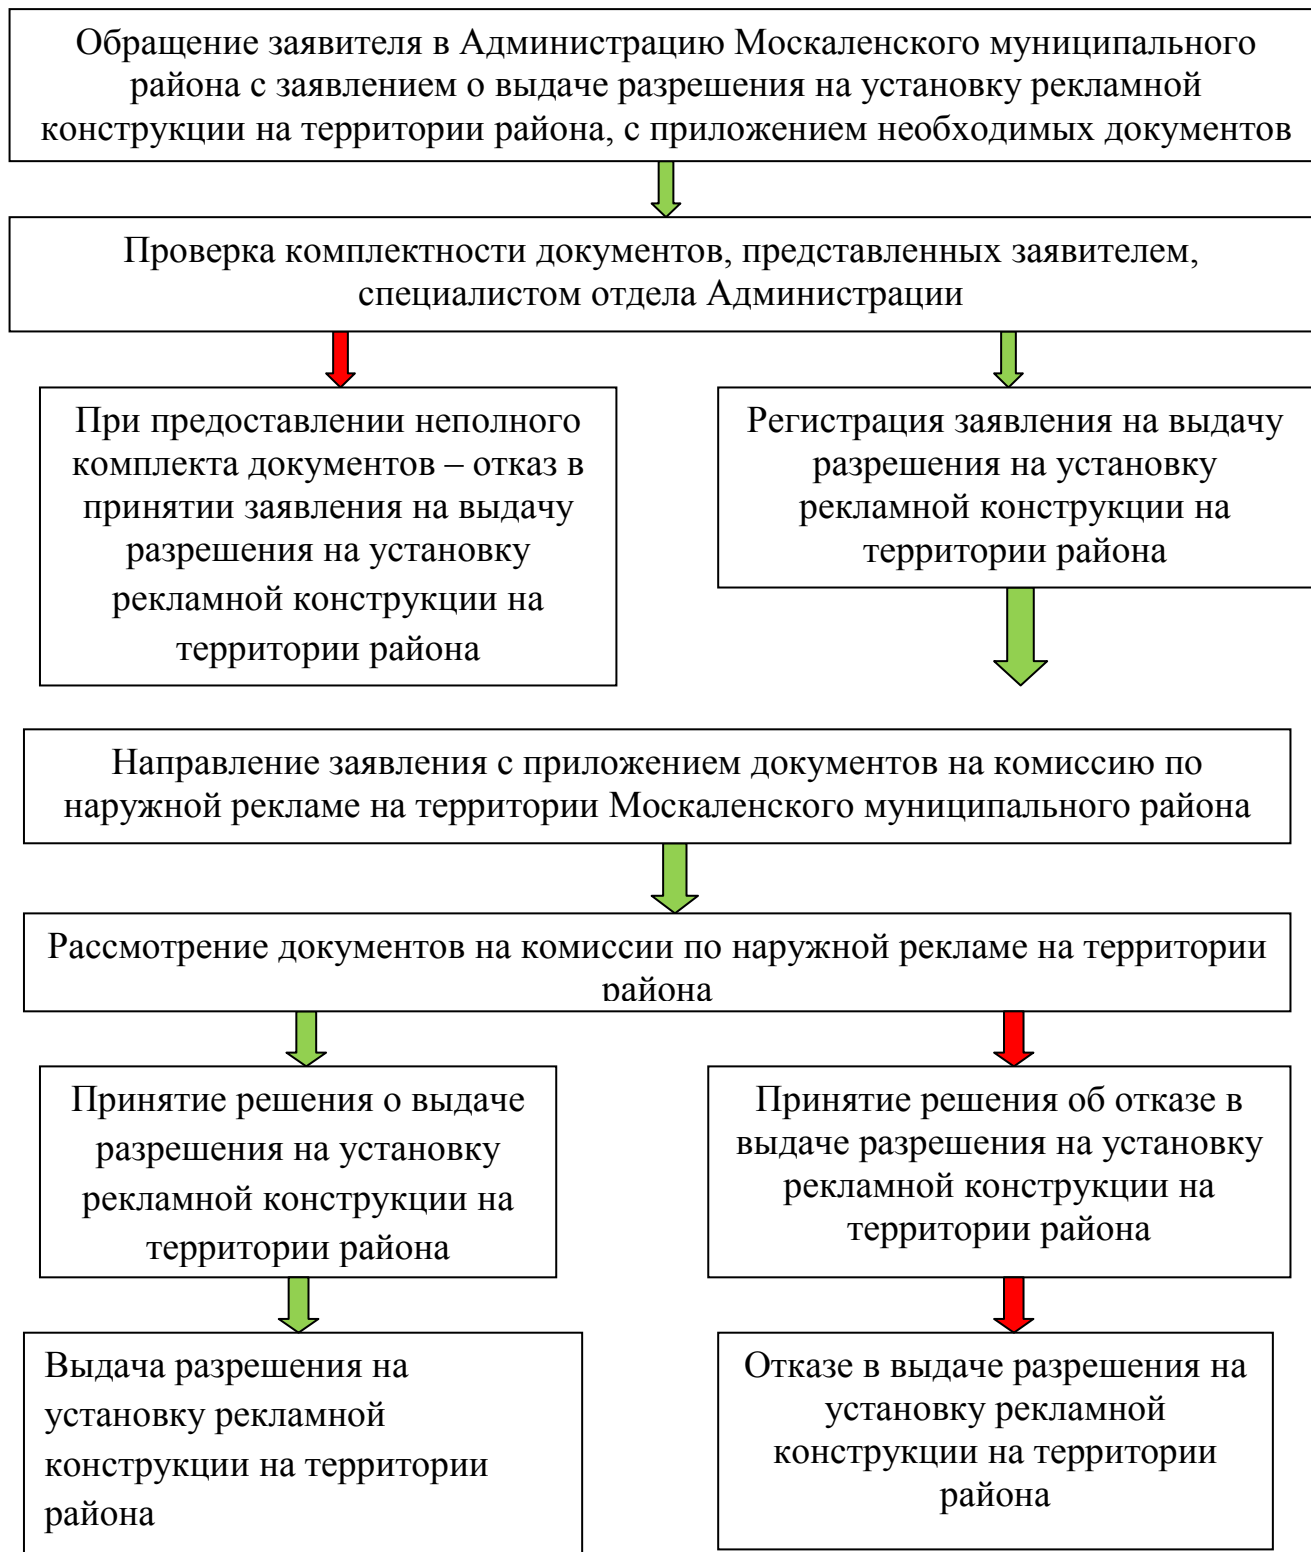 Обращение заявителя в Администрацию Москаленского муниципального
района с заявлением о выдаче разрешения на установку рекламной
конструкции на территории района, с приложением необходимых документов
Проверка комплектности документов, представленных заявителем,
специалистом отдела Администрации
При предоставлении неполного
комплекта документов – отказ в
принятии заявления на выдачу
разрешения на установку
рекламной конструкции на
территории района
Регистрация заявления на выдачу
разрешения на установку
рекламной конструкции на
территории района
Направление заявления с приложением документов на комиссию по
наружной рекламе на территории Москаленского муниципального района
Рассмотрение документов на комиссии по наружной рекламе на территории
района
Принятие решения о выдаче
разрешения на установку
рекламной конструкции на
территории района
Принятие решения об отказе в
выдаче разрешения на установку
рекламной конструкции на
территории района
Выдача разрешения на
установку рекламной
конструкции на территории
района
Отказе в выдаче разрешения на
установку рекламной
конструкции на территории
района